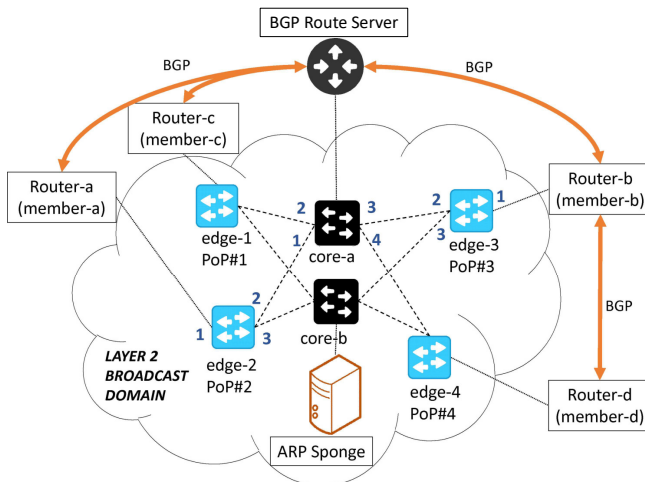 BGP Route Server
BGP
BGP
Router-c
(member-c)
Router-a
(member-a)
Router-b
(member-b)
2
3
2
1
1
4
3
edge-1
PoP#1
core-a
edge-3
PoP#3
2
1
3
core-b
BGP
LAYER 2
BROADCAST
DOMAIN
edge-2
PoP#2
edge-4
PoP#4
Router-d
(member-d)
ARP Sponge